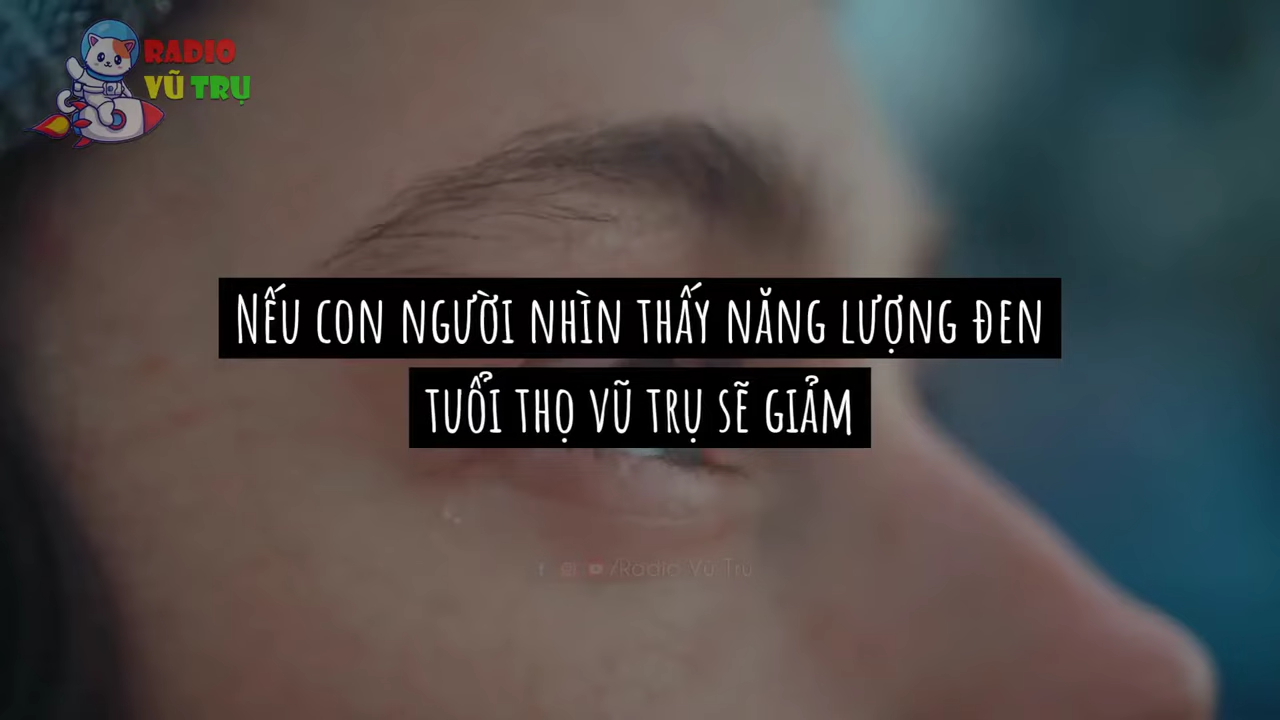 RADIO
VŨ TRỤ
Nếu con người nhìn thấy năng lượng đen
tuổi thọ vũ trụ sẽ giảm
/Radio Vũ Trụ